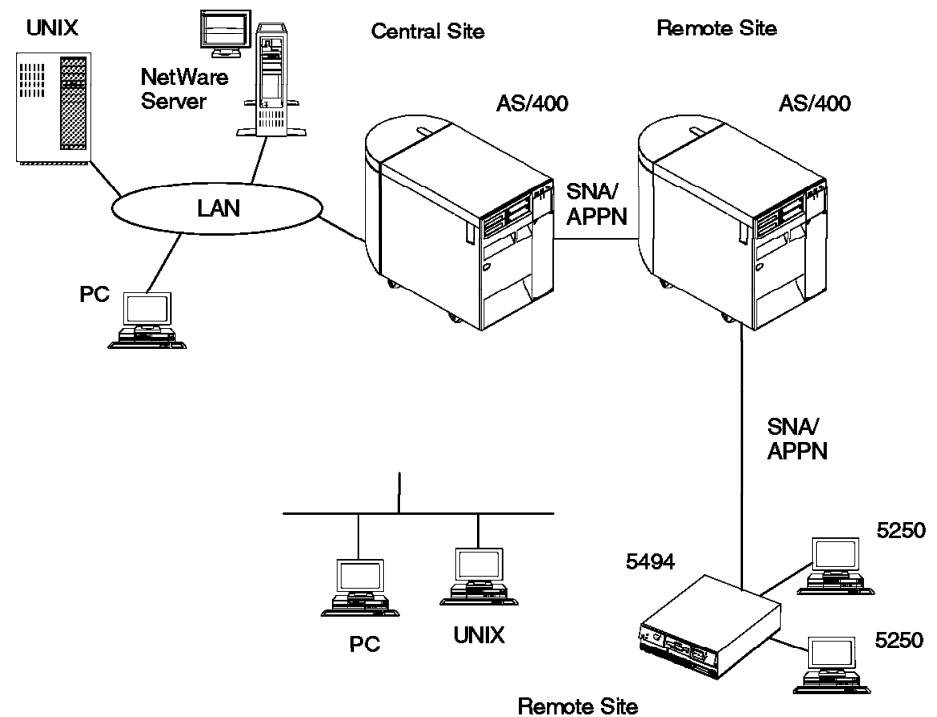 UNIX
NetWare
Server
Central Site
Remote Site
AS/400
AS/400
LAN
SNA/
APPN
PC
SNA/
APPN
5494
5250
5250
PC
UNIX
Remote Site